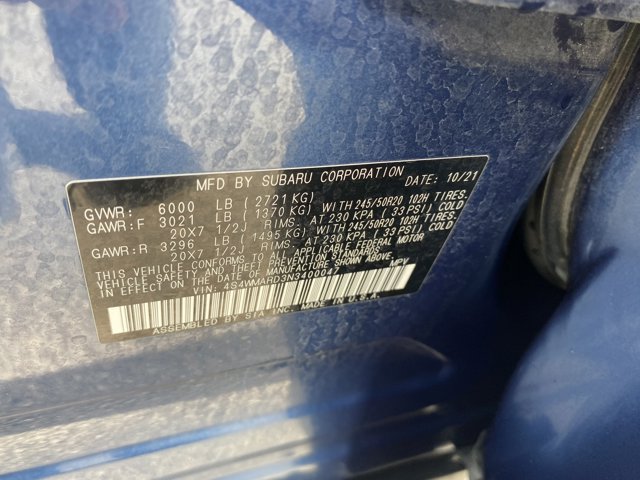 MFD BY SUBARU CORPORATION DATE: 10/21
GVWR: 6000 LB (2721 KG)
GAWR:F 3021 LB (1370 KG) WITH 245/50R20 102H TIRES.
20X7 1/2J RIMS. AT 230 KPA (33 PSI) COLD
GAWR:R 3296 LB (1495 KG) WITH 245/50R20 102H TIRES.
20X7 1/2J RIMS. AT 230 KPA (33 PSI) COLD
THIS VEHICLE CONFORMS TO ALL APPLICABLE FEDERAL MOTOR
VEHICLE SAFETY AND BUMPER STANDARDS
IN EFFECT ON THE DATE OF MANUFACTURE SHOWN ABOVE.
VIN: 4S4WMARD3N3400047 MPV
ASSEMBLED BY SIA INC. MADE IN U.S.A.